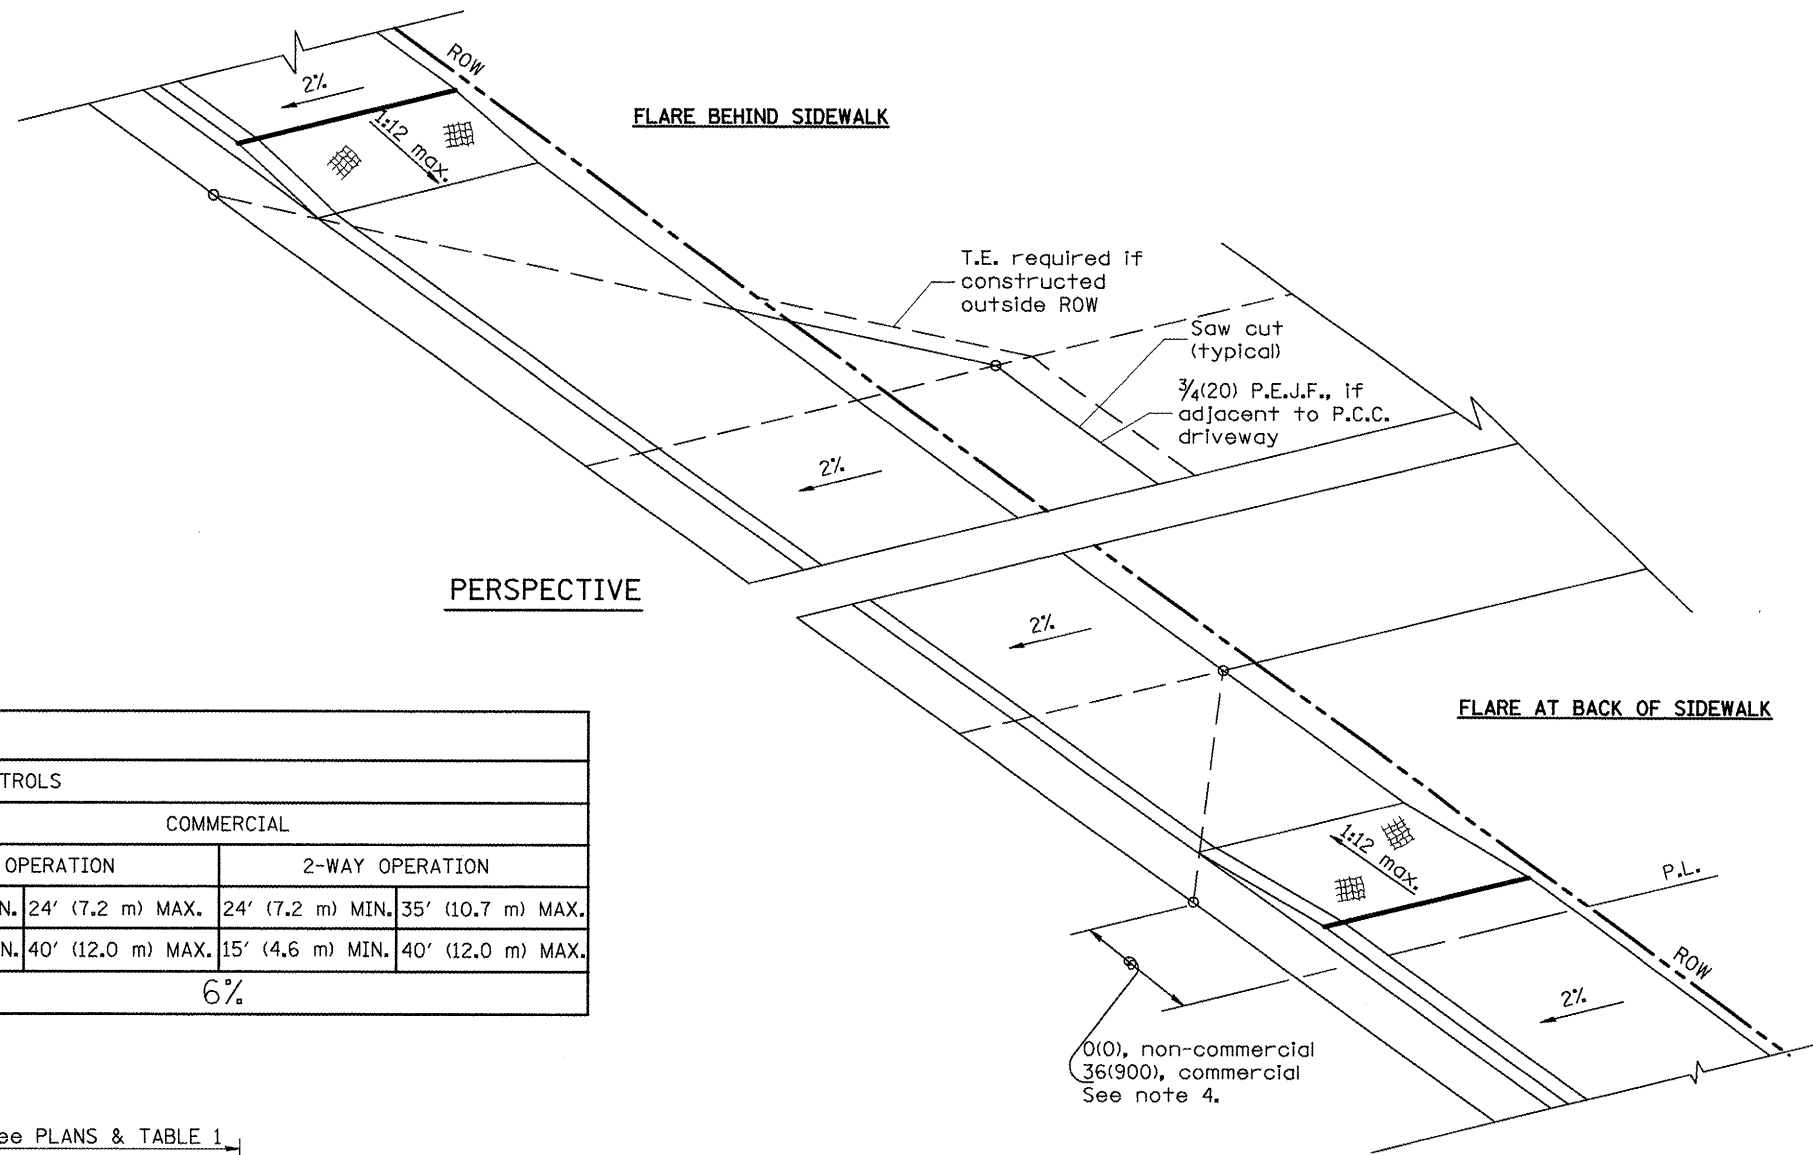 ROW
2%
FLARE BEHIND SIDEWALK
1:12 max.
T.E. required if
constructed
outside ROW
Saw cut
(typical)
3/4(20) P.E.J.F., if
adjacent to P.C.C.
driveway
2%
PERSPECTIVE
2%
FLARE AT BACK OF SIDEWALK
1:12 max.
P.L.
ROW
2%
0(0), non-commercial
36(900), commercial
See note 4.
TROLS
COMMERCIAL
OPERATION 2-WAY OPERATION
N. 24' (7.2 m) MAX. 24' (7.2 m) MIN. 35' (10.7 m) MAX.
N. 40' (12.0 m) MAX. 15' (4.6 m) MIN. 40' (12.0 m) MAX.
6%
ee PLANS & TABLE 1